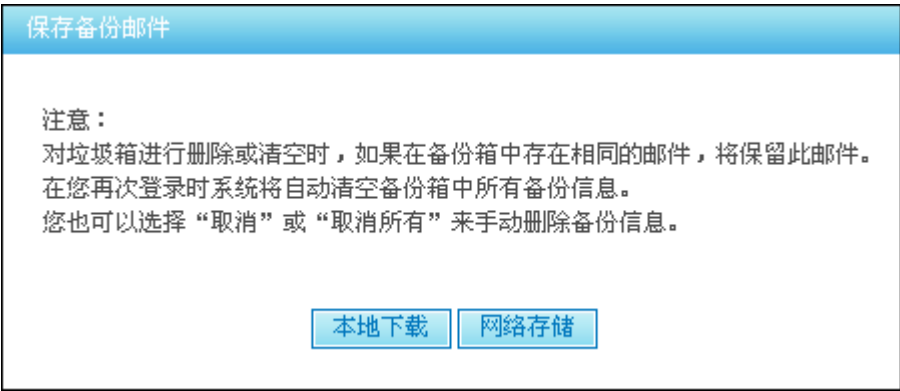 保存备份邮件
注意：
对垃圾箱进行删除或清空时，如果在备份箱中存在相同的邮件，将保留此邮件。
在您再次登录时系统将自动清空备份箱中所有备份信息。
您也可以选择“取消”或“取消所有”来手动删除备份信息。
本地下载 网络存储